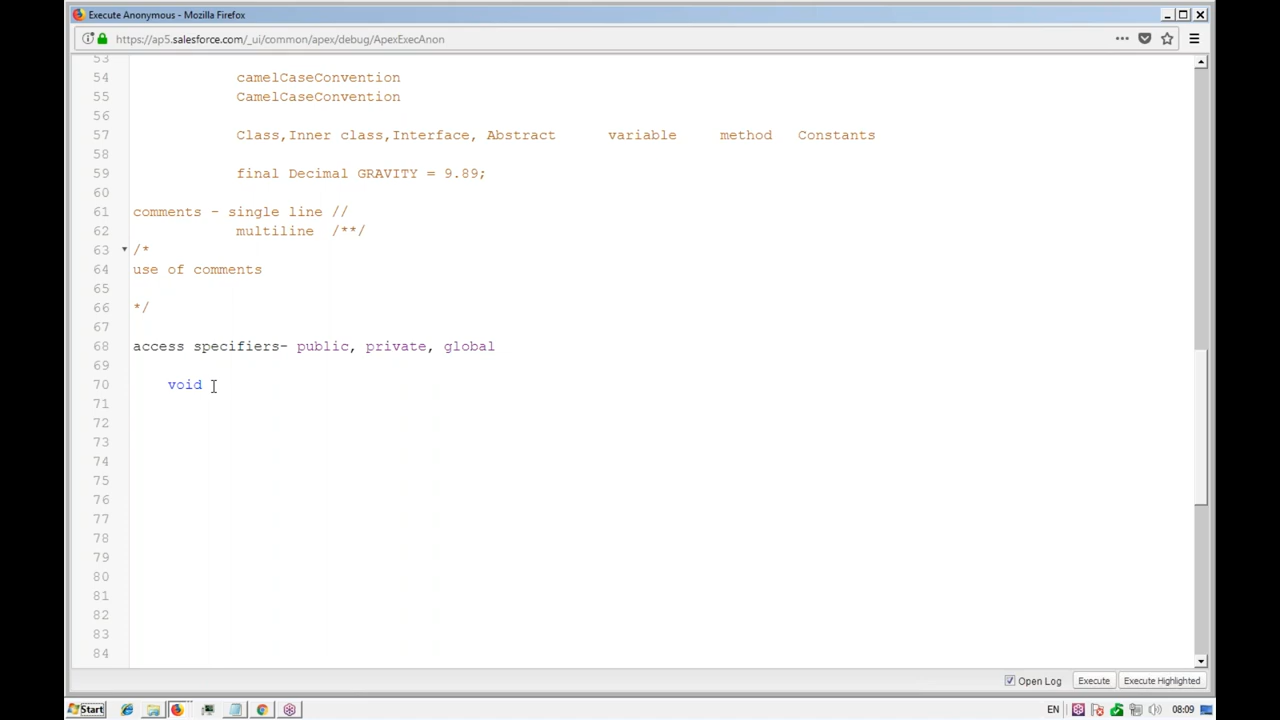 Execute Anonymous - Mozilla Firefox
https://ap5.salesforce.com/_ui/common/apex/debug/ApexExecAnon
53
54 camelCaseConvention
55 CamelCaseConvention
56
57 Class,Inner class,Interface, Abstract variable method Constants
58
59 final Decimal GRAVITY = 9.89;
60
61 comments - single line //
62 multiline /**/
63 /*
64 use of comments
65
66 */
67
68 access specifiers- public, private, global
69
70 void
71
72
73
74
75
76
77
78
79
80
81
82
83
84
Open Log Execute Execute Highlighted
Start EN 08:09